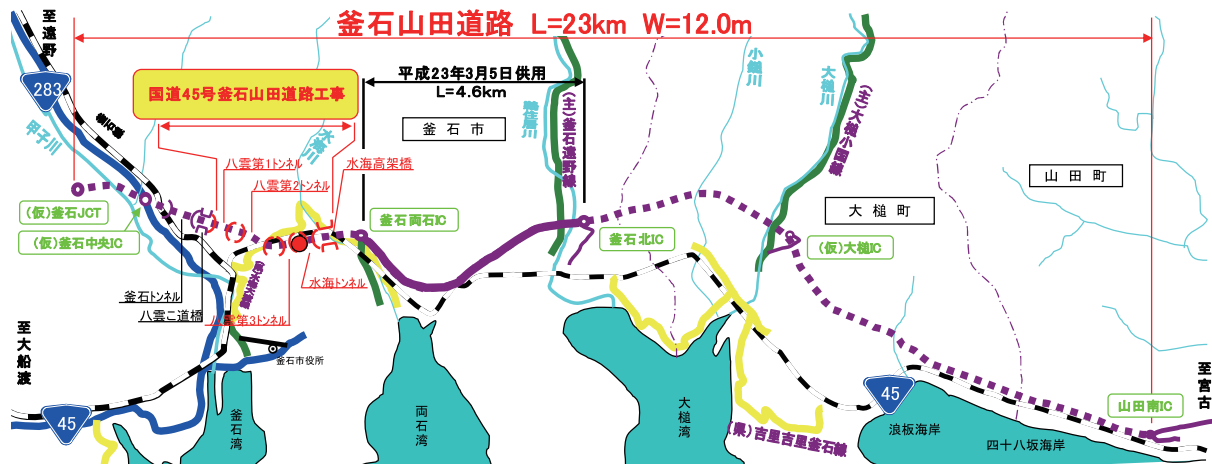 釜石山田道路 L=23km W=12.0m
至遠野
283
国道45号釜石山田道路工事
平成23年3月5日供用
L=4.6km
釜石市
甲子川
水海川
鵜住居川
(主)釜石遠野線
小鎚川
大槌川
(主)大槌小国線
山田町
大槌町
八雲第1トンネル
八雲第2トンネル
水海高架橋
(仮)釜石JCT
(仮)釜石中央IC
釜石両石IC
釜石北IC
(仮)大槌IC
釜石トンネル
八雲こ道橋
八雲第3トンネル
水海トンネル
釜石市役所
至大船渡
45
釜石湾
両石湾
大槌湾
(県)吉里吉里釜石線
45
浪板海岸
四十八坂海岸
山田南IC
至宮古